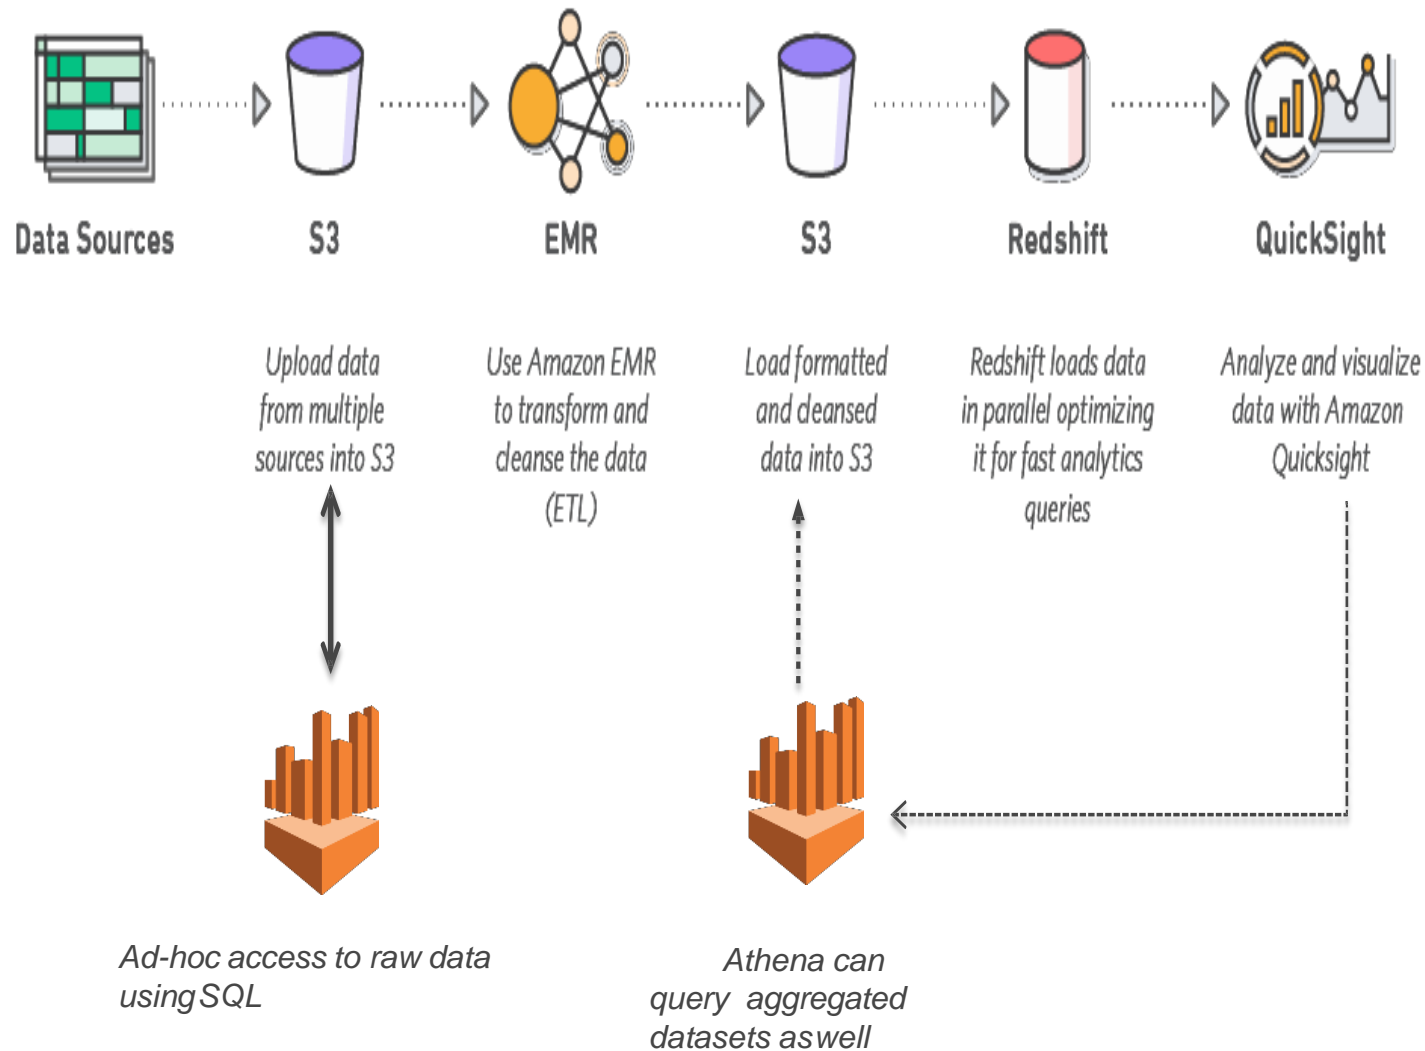 Data Sources
S3
EMR
S3
Redshift
QuickSight
Upload data
from multiple
sources into S3
Use Amazon EMR
to transform and
cleanse the data
(ETL)
Load formatted
and cleansed
data into S3
Redshift loads data
in parallel optimizing
it for fast analytics
queries
Analyze and visualize
data with Amazon
Quicksight
Ad-hoc access to raw data
using SQL
Athena can
query aggregated
datasets aswell